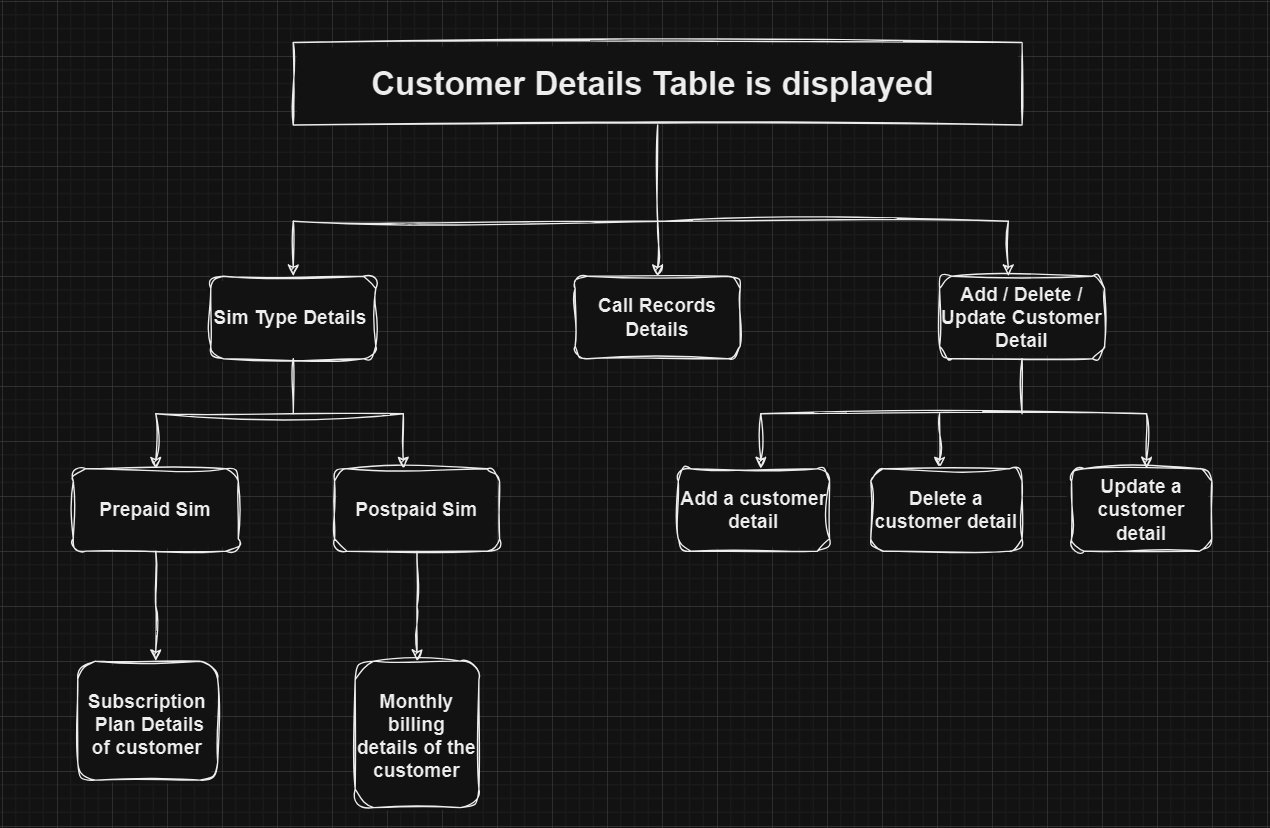 Customer Details Table is displayed
Sim Type Details
Call Records
Details
Add / Delete /
Update Customer
Detail
Prepaid Sim
Postpaid Sim
Add a customer
detail
Delete a
customer detail
Update a
customer
detail
Subscription
Plan Details
of customer
Monthly
billing
details of the
customer